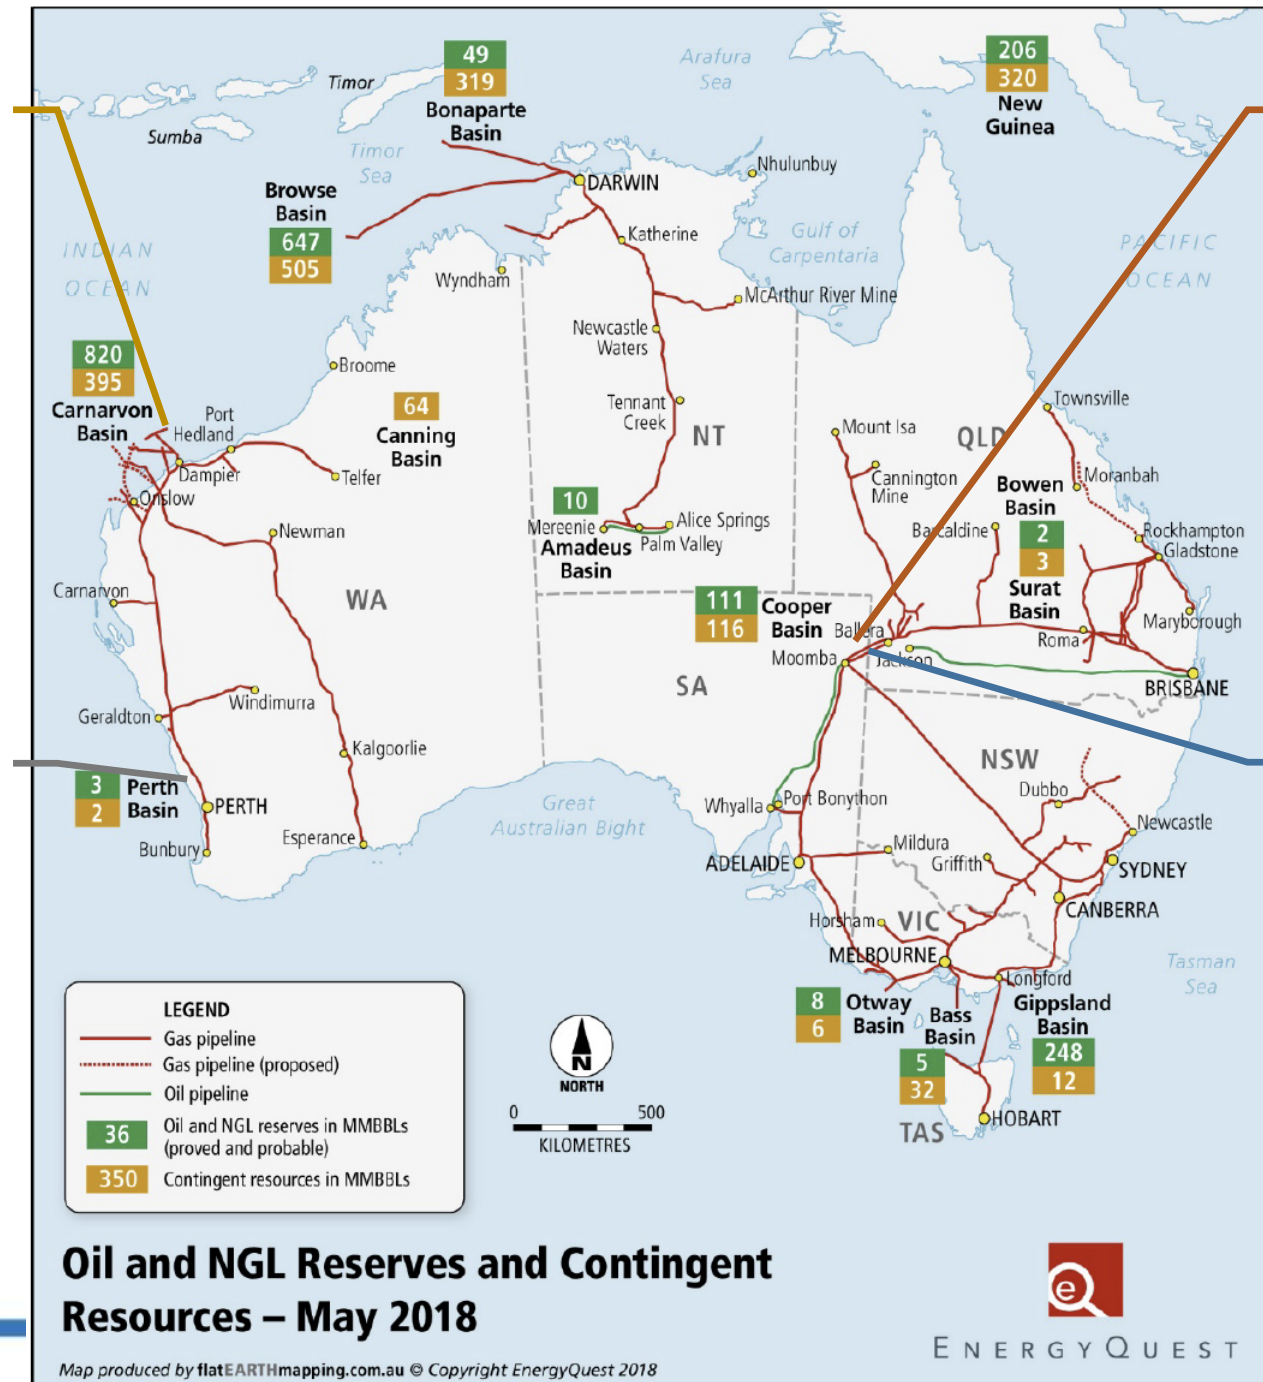 49
319
Bonaparte
Basin
206
320
New
Guinea
Arafura
Sea
Timor
Sumba
Timor
Sea
Nhulunbuy
DARWIN
Browse
Basin
647
505
Katherine
Gulf of
Carpentaria
PACIFIC
OCEAN
INDIAN
OCEAN
Wyndham
McArthur River Mine
Newcastle
Waters
820
395
Carnarvon
Basin
Broome
Port
Hedland
64
Canning
Basin
Tennant
Creek
NT
Townsville
Mount Isa
QLD
Dampier
Telfer
Cannington
Mine
Bowen
Basin
Moranbah
Onslow
10
Mereenie
Alice Springs
Palm Valley
Amadeus
Basin
Newman
Barcaldine
2
3
Surat
Basin
Rockhampton
Gladstone
Carnarvon
WA
111
116
Cooper
Basin
Ballera
Maryborough
Roma
Moomba
Jackson
SA
BRISBANE
Windimurra
Geraldton
Kalgoorlie
NSW
3
2
Perth
Basin
PERTH
Great
Australian Bight
Whyalla
Port Bonython
Dubbo
Newcastle
Bunbury
Esperance
ADELAIDE
Mildura
Griffith
SYDNEY
CANBERRA
Horsham
VIC
MELBOURNE
Tasman
Sea
Longford
8
6
Otway
Basin
Bass
Basin
5
32
Gippsland
Basin
248
12
TAS
HOBART
LEGEND
Gas pipeline
Gas pipeline (proposed)
Oil pipeline
36 Oil and NGL reserves in MMBBLs
(proved and probable)
350 Contingent resources in MMBBLs
N
NORTH
0 500
KILOMETRES
Oil and NGL Reserves and Contingent
Resources – May 2018
e
ENERGYQUEST
Map produced by flatEARTHmapping.com.au © Copyright EnergyQuest 2018